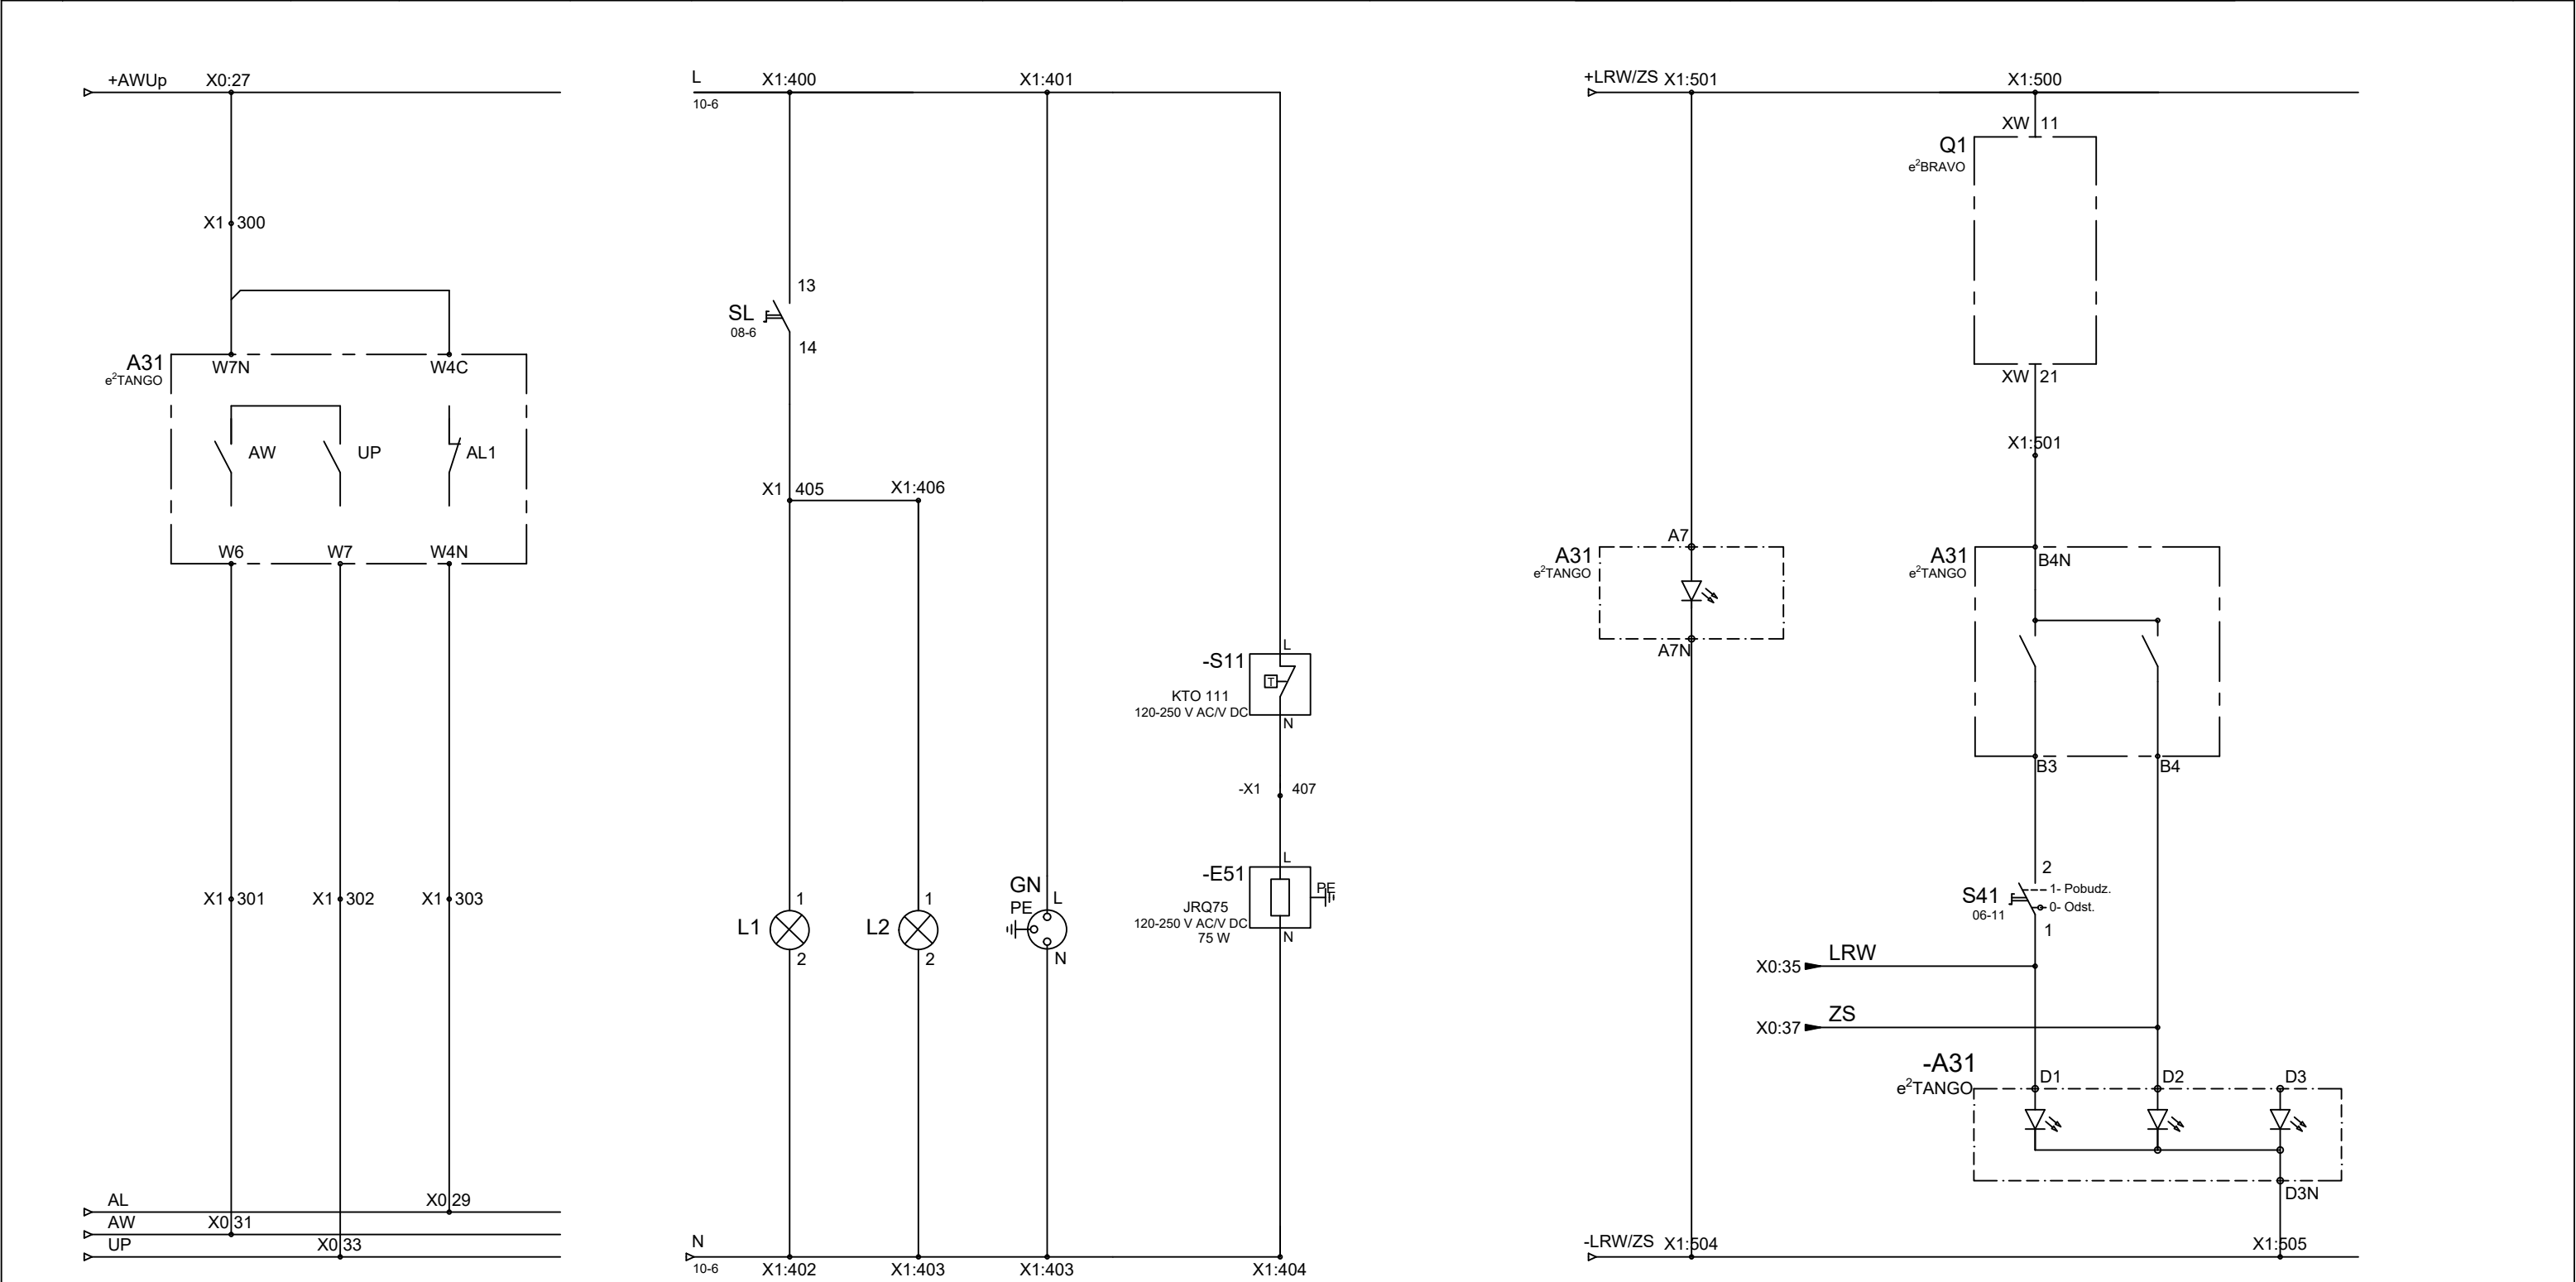 +AWUp X0:27
X1 300
A31
e²TANGO
W7N W4C
AW UP AL1
W6 W7 W4N
X1 301 X1 302 X1 303
AL X0:29
AW X0:31
UP X0:33
L X1:400 X1:401
10-6
13
SL
08-6
14
X1 405 X1:406
L
-S11
T
KTO 111
120-250 V AC/V DC
N
-X1 407
L
-E51
PE
JRQ75
120-250 V AC/V DC
75 W
N
1 1
L1 L2
2 2
GN L
PE
N
N
10-6 X1:402 X1:403 X1:403 X1:404
+LRW/ZS X1:501 X1:500
XW 11
Q1
e²BRAVO
XW 21
X1:501
A7
A31
e²TANGO
A7N
A31
e²TANGO
B4N
B3 B4
2
S41
06-11
1- Pobudz.
0- Odst.
1
LRW
X0:35
ZS
X0:37
-A31
e²TANGO
D1 D2 D3
D3N
-LRW/ZS X1:504 X1:505